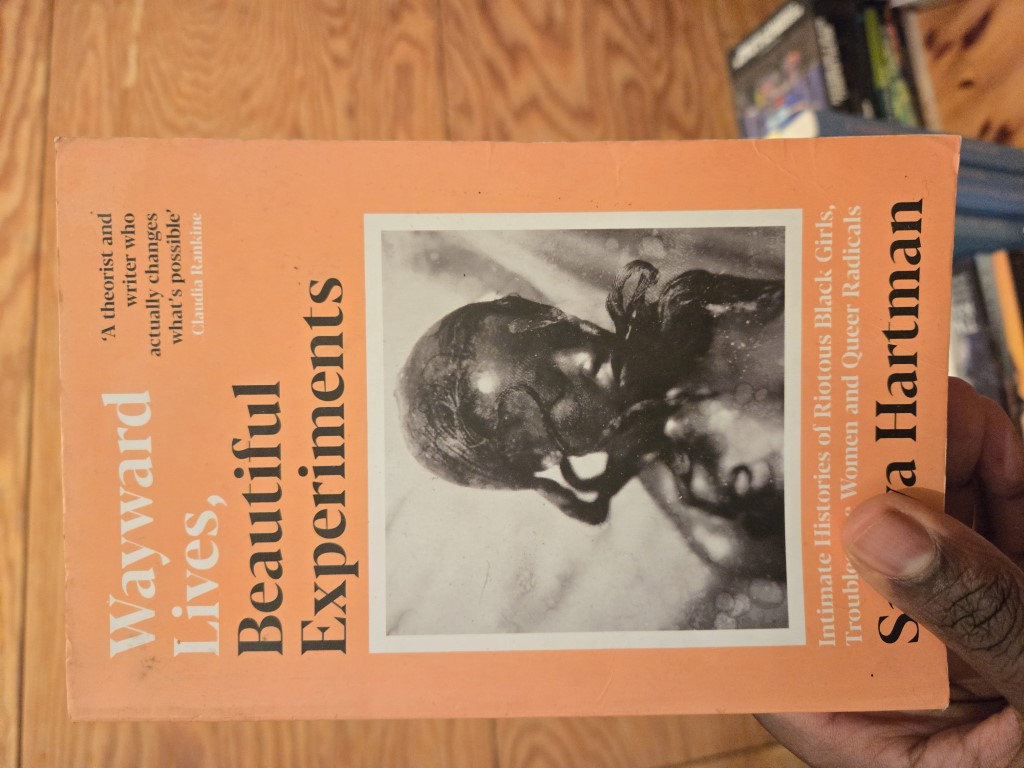 Wayward
Lives,
Beautiful
Experiments
‘A theorist and
writer who
actually changes
what’s possible’
Claudia Rankine
Intimate Histories of Riotous Black Girls,
Women and Queer Radicals
Hartman